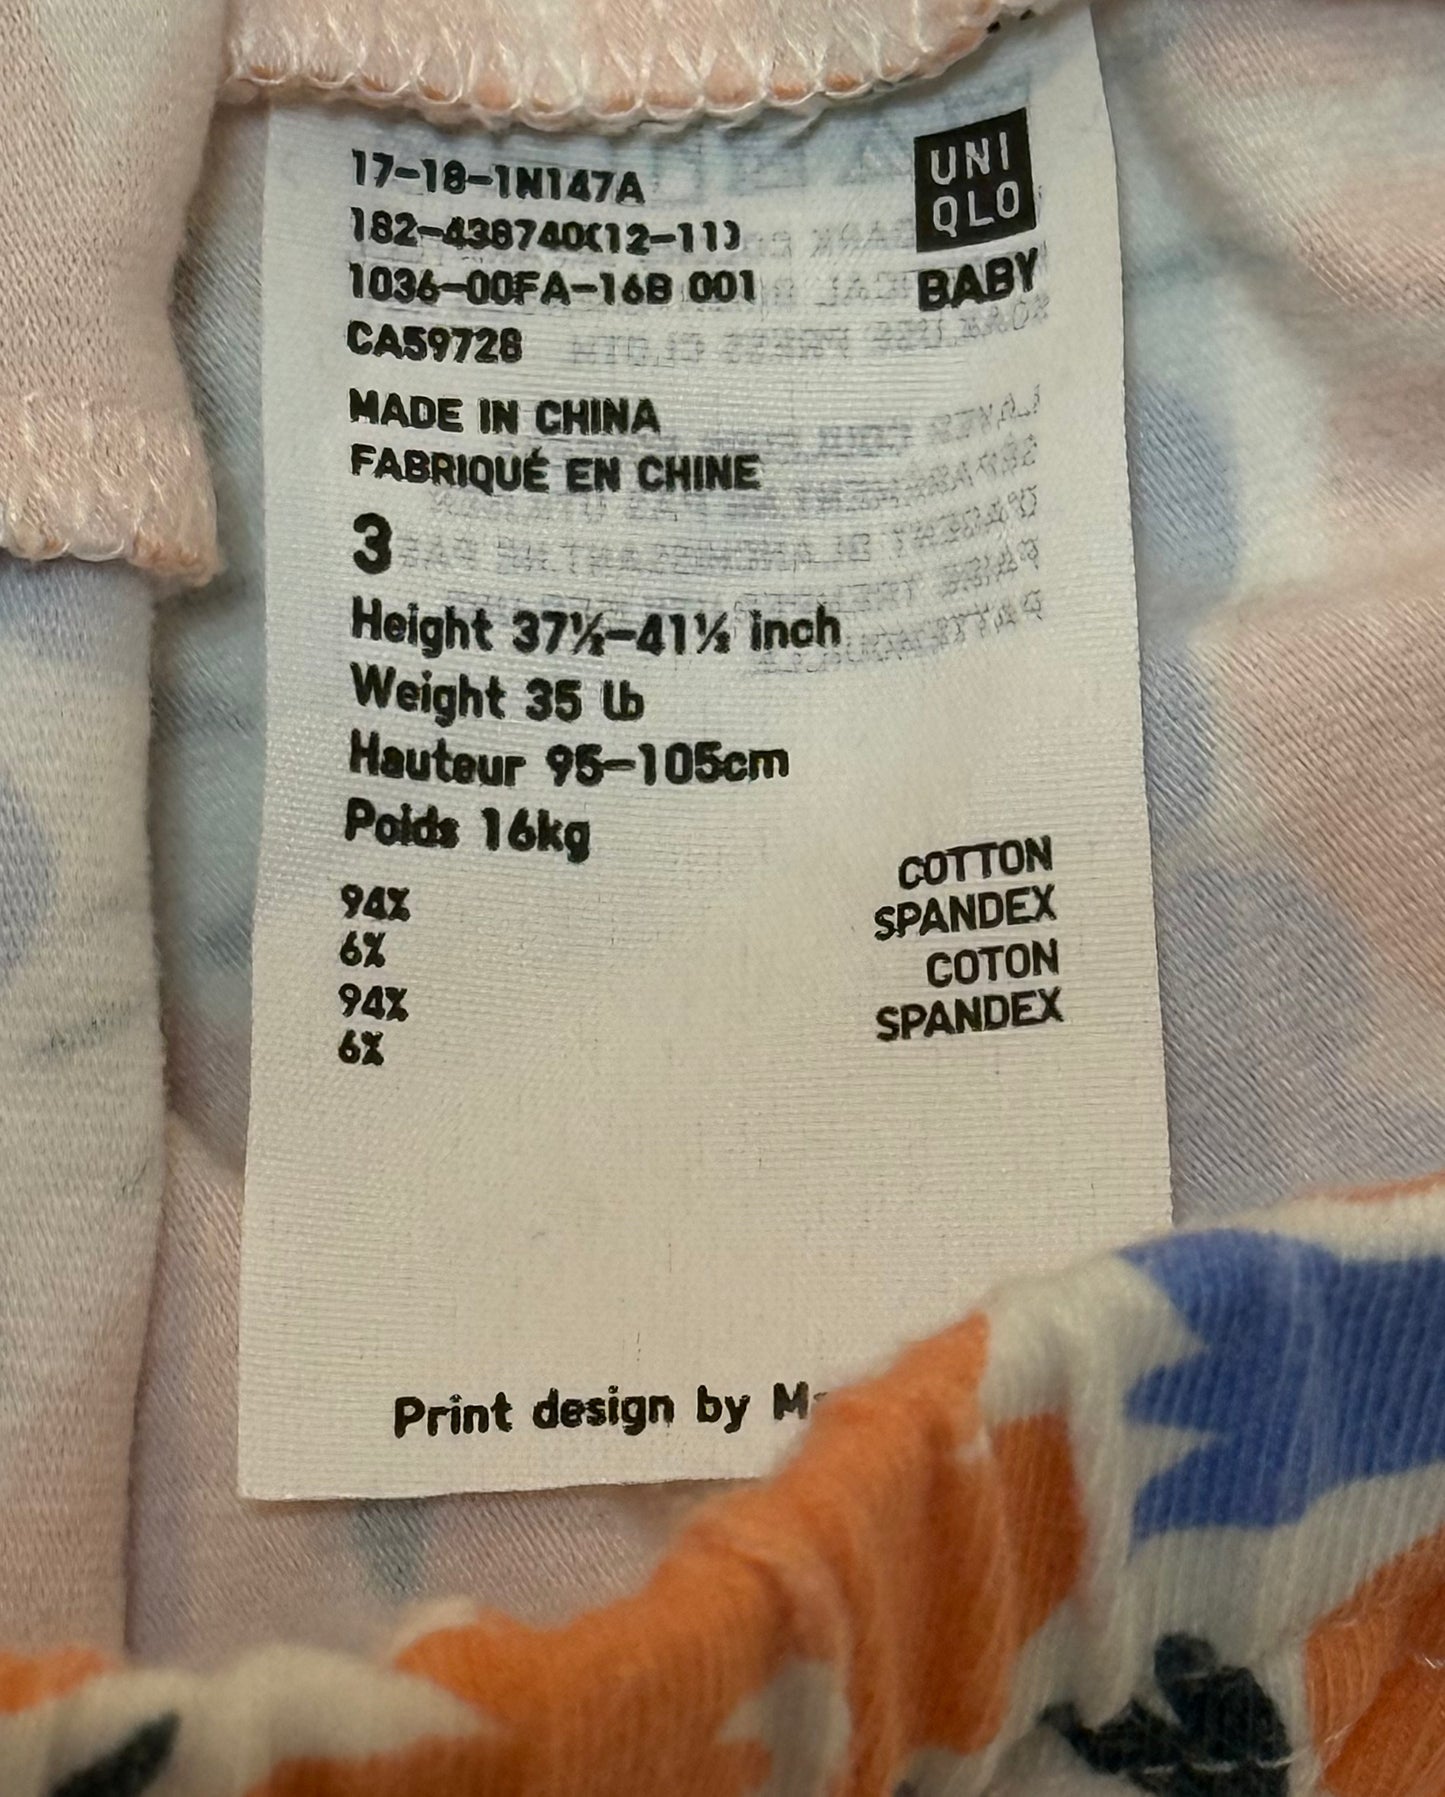 UNI
QLO
BABY
17-18-1N147A
182-438740(12-11)
1036-00FA-16B 001
CA59728
MADE IN CHINA
FABRIQUÉ EN CHINE
3
Height 37½-41½ inch
Weight 35 lb
Hauteur 95-105cm
Poids 16kg
94% COTTON
6% SPANDEX
94% COTON
6% SPANDEX
Print design by